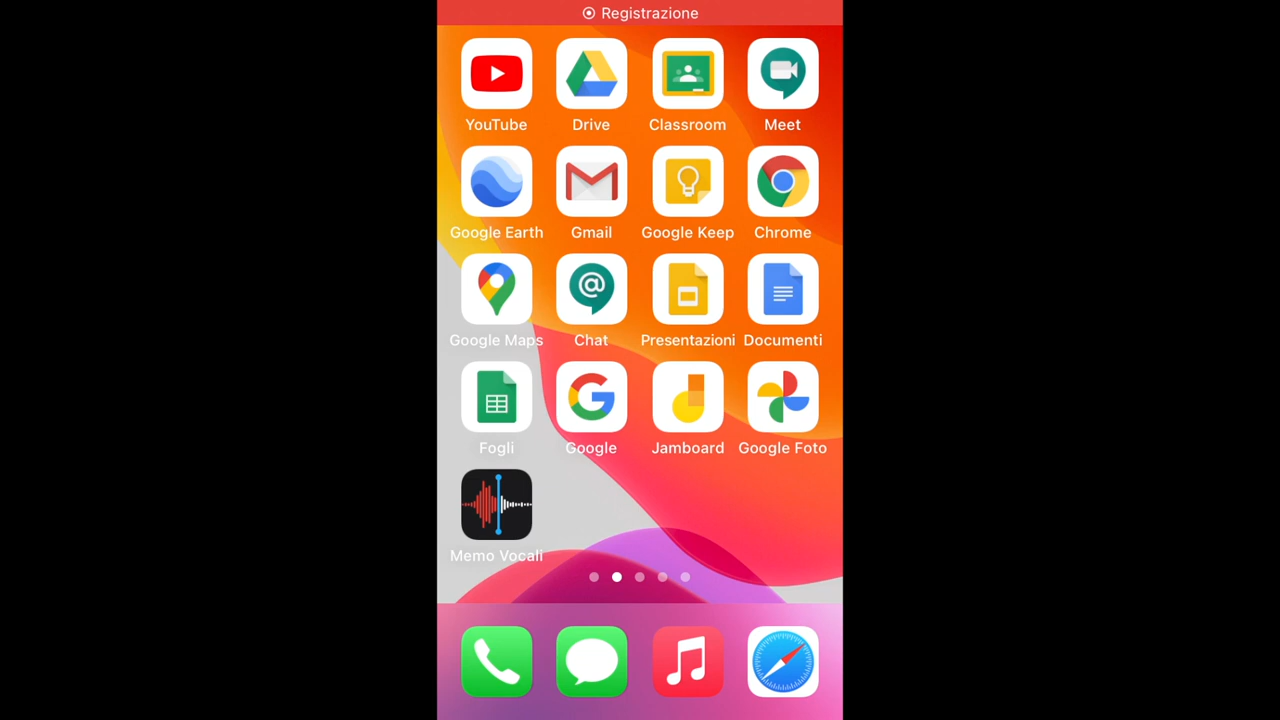 Registrazione
YouTube Drive Classroom Meet
Google Earth Gmail Google Keep Chrome
Google Maps Chat Presentazioni Documenti
Fogli Google Jamboard Google Foto
Memo Vocali